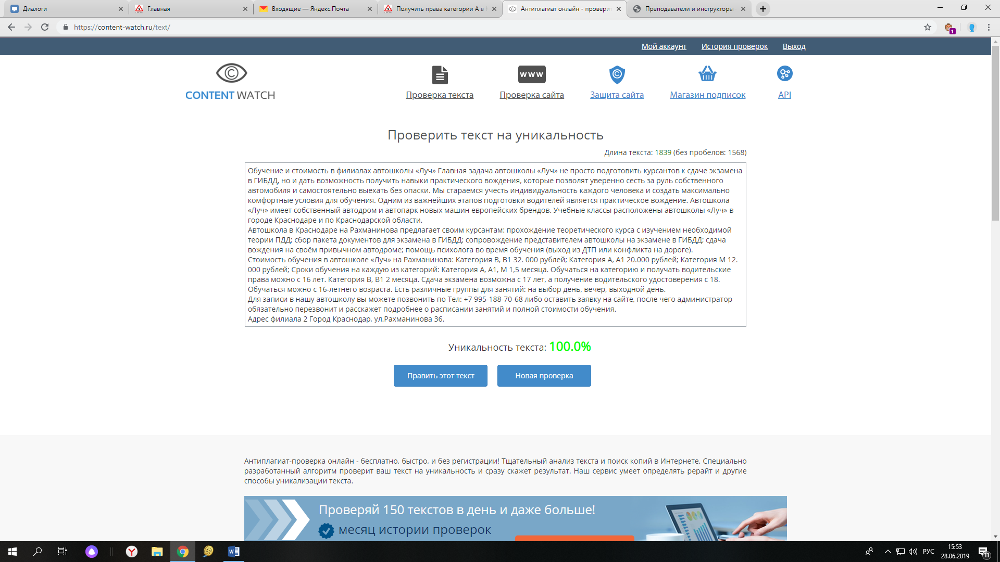 Диалоги
Главная
Входящие — Яндекс.Почта
Получить права категории А в
Антиплагиат онлайн - провери
Преподаватели и инструкторы
https://content-watch.ru/text/
1
Мой аккаунт
История проверок
Выход
©
CONTENT WATCH
www
©
Проверка текста
Проверка сайта
Защита сайта
Магазин подписок
API
Проверить текст на уникальность
Длина текста: 1839 (без пробелов: 1568)
Обучение и стоимость в филиалах автошколы «Луч» Главная задача автошколы «Луч» не просто подготовить курсантов к сдаче экзамена
в ГИБДД, но и дать возможность получить навыки практического вождения, которые позволят уверенно сесть за руль собственного
автомобиля и самостоятельно выехать без опаски. Мы стараемся учесть индивидуальность каждого человека и создать максимально
комфортные условия для обучения. Одним из важнейших этапов подготовки водителей является практическое вождение. Автошкола
«Луч» имеет собственный автодром и автопарк новых машин европейских брендов. Учебные классы расположены автошколы «Луч» в
городе Краснодаре и по Краснодарской области.
Автошкола в Краснодаре на Рахманинова предлагает своим курсантам: прохождение теоретического курса с изучением необходимой
теории ПДД; сбор пакета документов для экзамена в ГИБДД; сопровождение представителем автошколы на экзамене в ГИБДД; сдача
вождения на своём привычном автодроме; помощь психолога во время обучения (выход из ДТП или конфликта на дороге).
Стоимость обучения в автошколе «Луч» на Рахманинова: Категория В, В1 32. 000 рублей; Категория А, А1 20.000 рублей; Категория М 12.
000 рублей; Сроки обучения на каждую из категорий: Категория А, А1, М 1,5 месяца. Обучаться на категорию и получать водительские
права можно с 16 лет. Категория В, В1 2 месяца. Сдача экзамена возможна с 17 лет, а получение водительского удостоверения с 18.
Обучаться можно с 16-летнего возраста. Есть различные группы для занятий: на выбор день, вечер, выходной день.
Для записи в нашу автошколу вы можете позвонить по Тел: +7 995-188-70-68 либо оставить заявку на сайте, после чего администратор
обязательно перезвонит и расскажет подробнее о расписании занятий и полной стоимости обучения.
Адрес филиала 2 Город Краснодар, ул.Рахманинова 36.
Уникальность текста: 100.0%
Править этот текст
Новая проверка
Антиплагиат-проверка онлайн - бесплатно, быстро, и без регистрации! Тщательный анализ текста и поиск копий в Интернете. Специально
разработанный алгоритм проверит ваш текст на уникальность и сразу скажет результат. Наш сервис умеет определять рерайт и другие
способы уникализации текста.
Проверяй 150 текстов в день и даже больше!
месяц истории проверок
РУС
15:53
28.06.2019
11